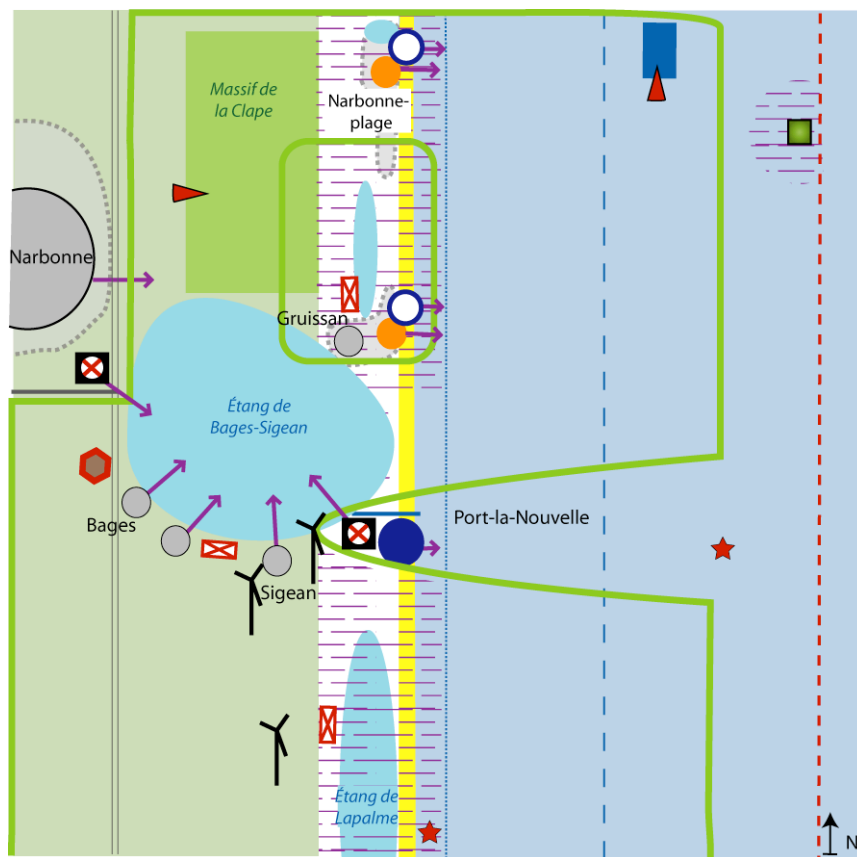 Massif de
la Clape
Narbonne-
plage
Narbonne
Gruissan
Étang de
Bages-Sigean
Bages
Port-la-Nouvelle
Sigean
Étang de
Lapalme
N